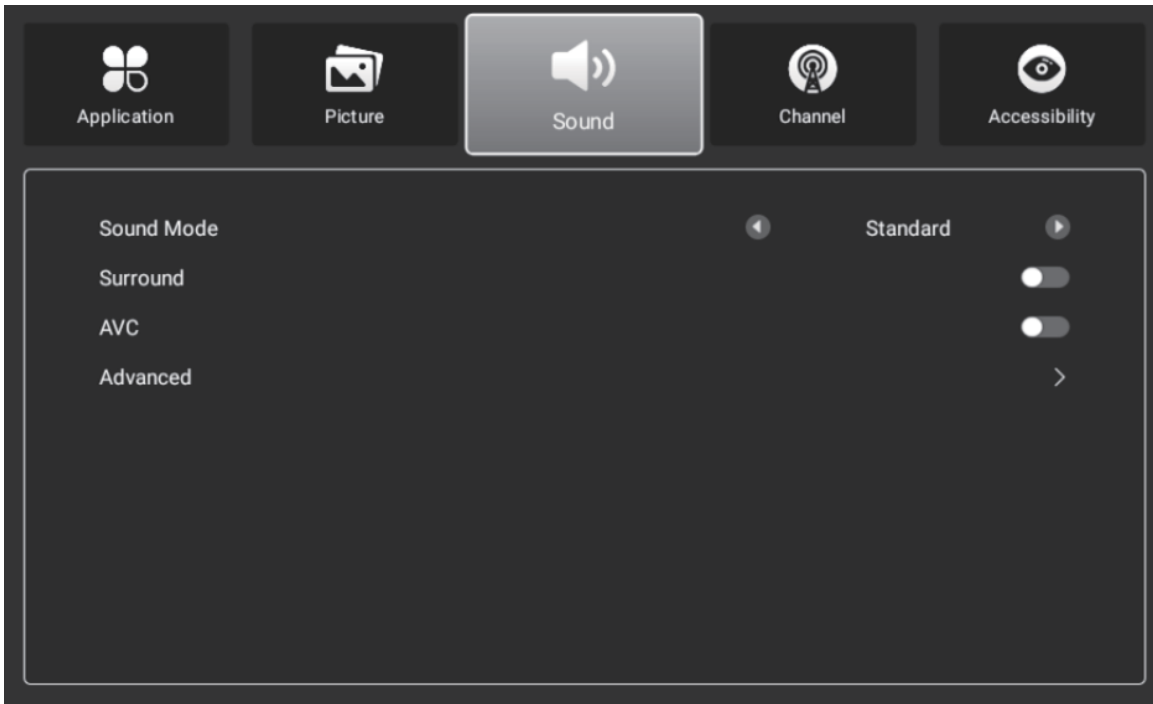 Application
Picture
Sound
Channel
Accessibility
Sound Mode
Standard
Surround
AVC
Advanced